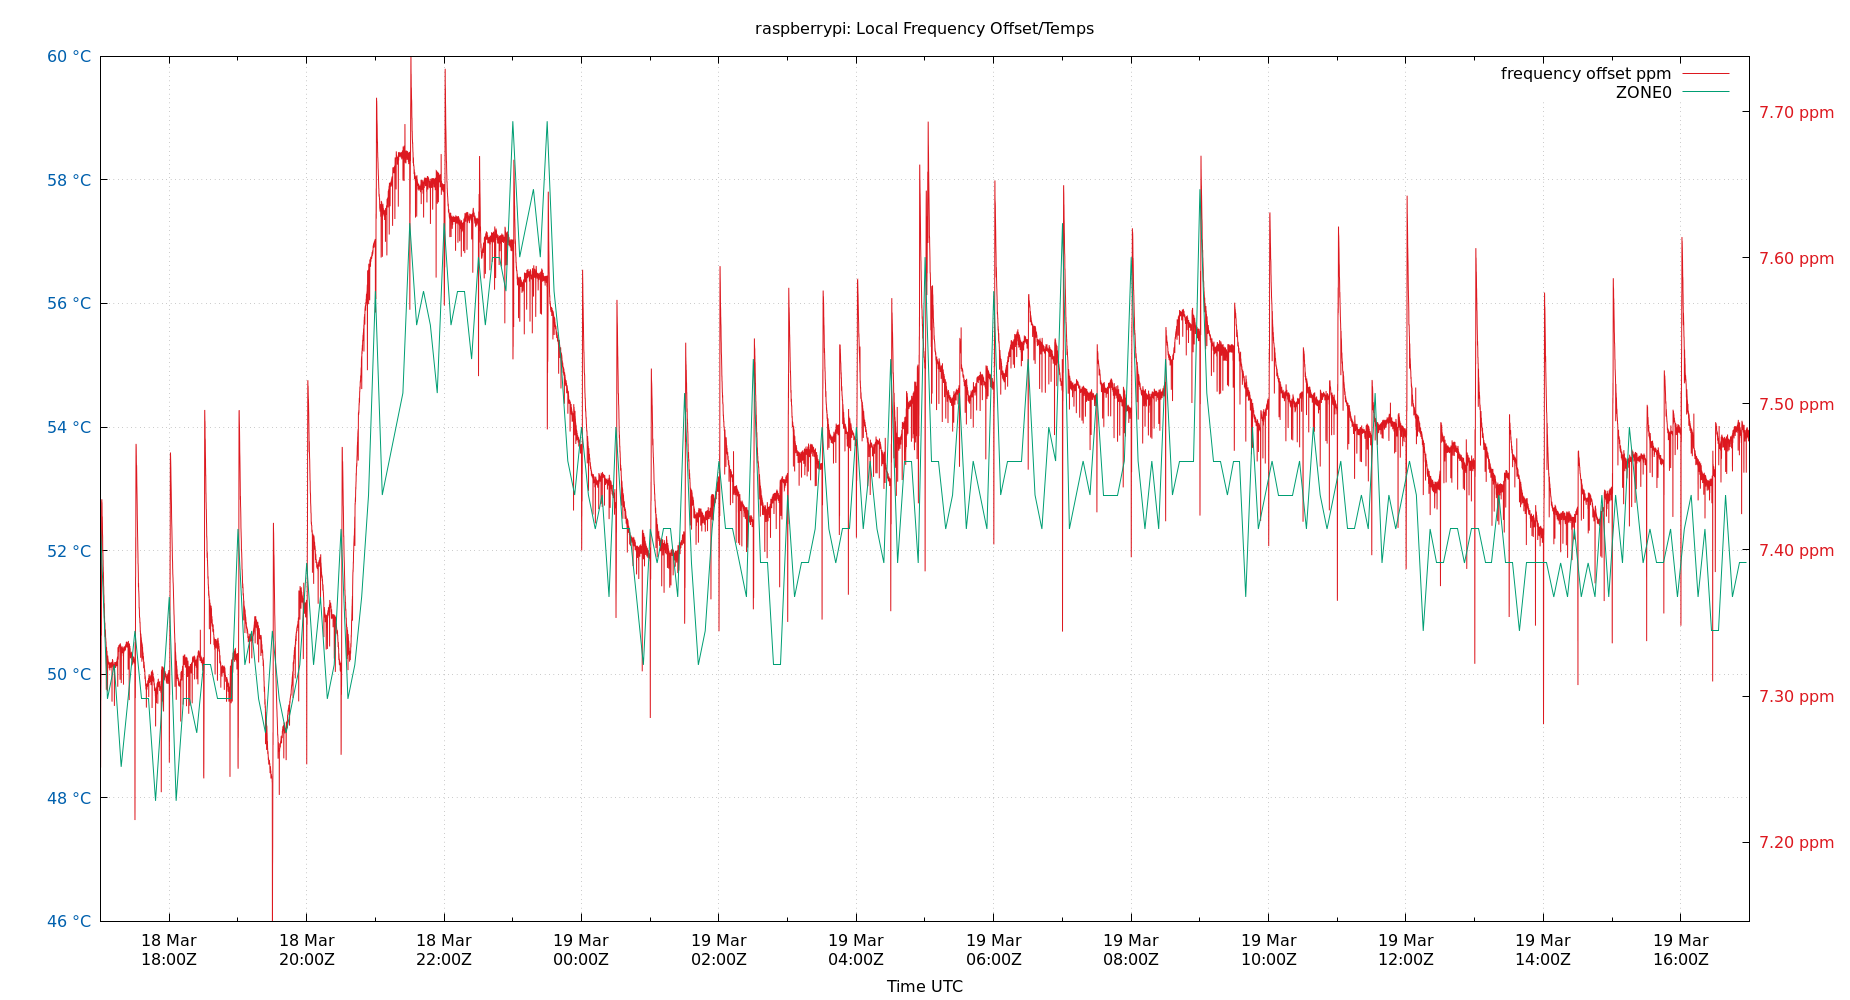 raspberrypi: Local Frequency Offset/Temps
frequency offset ppm
ZONE0
60 °C
58 °C
56 °C
54 °C
52 °C
50 °C
48 °C
46 °C
7.70 ppm
7.60 ppm
7.50 ppm
7.40 ppm
7.30 ppm
7.20 ppm
18 Mar
18:00Z
18 Mar
20:00Z
18 Mar
22:00Z
19 Mar
00:00Z
19 Mar
02:00Z
19 Mar
04:00Z
19 Mar
06:00Z
19 Mar
08:00Z
19 Mar
10:00Z
19 Mar
12:00Z
19 Mar
14:00Z
19 Mar
16:00Z
Time UTC